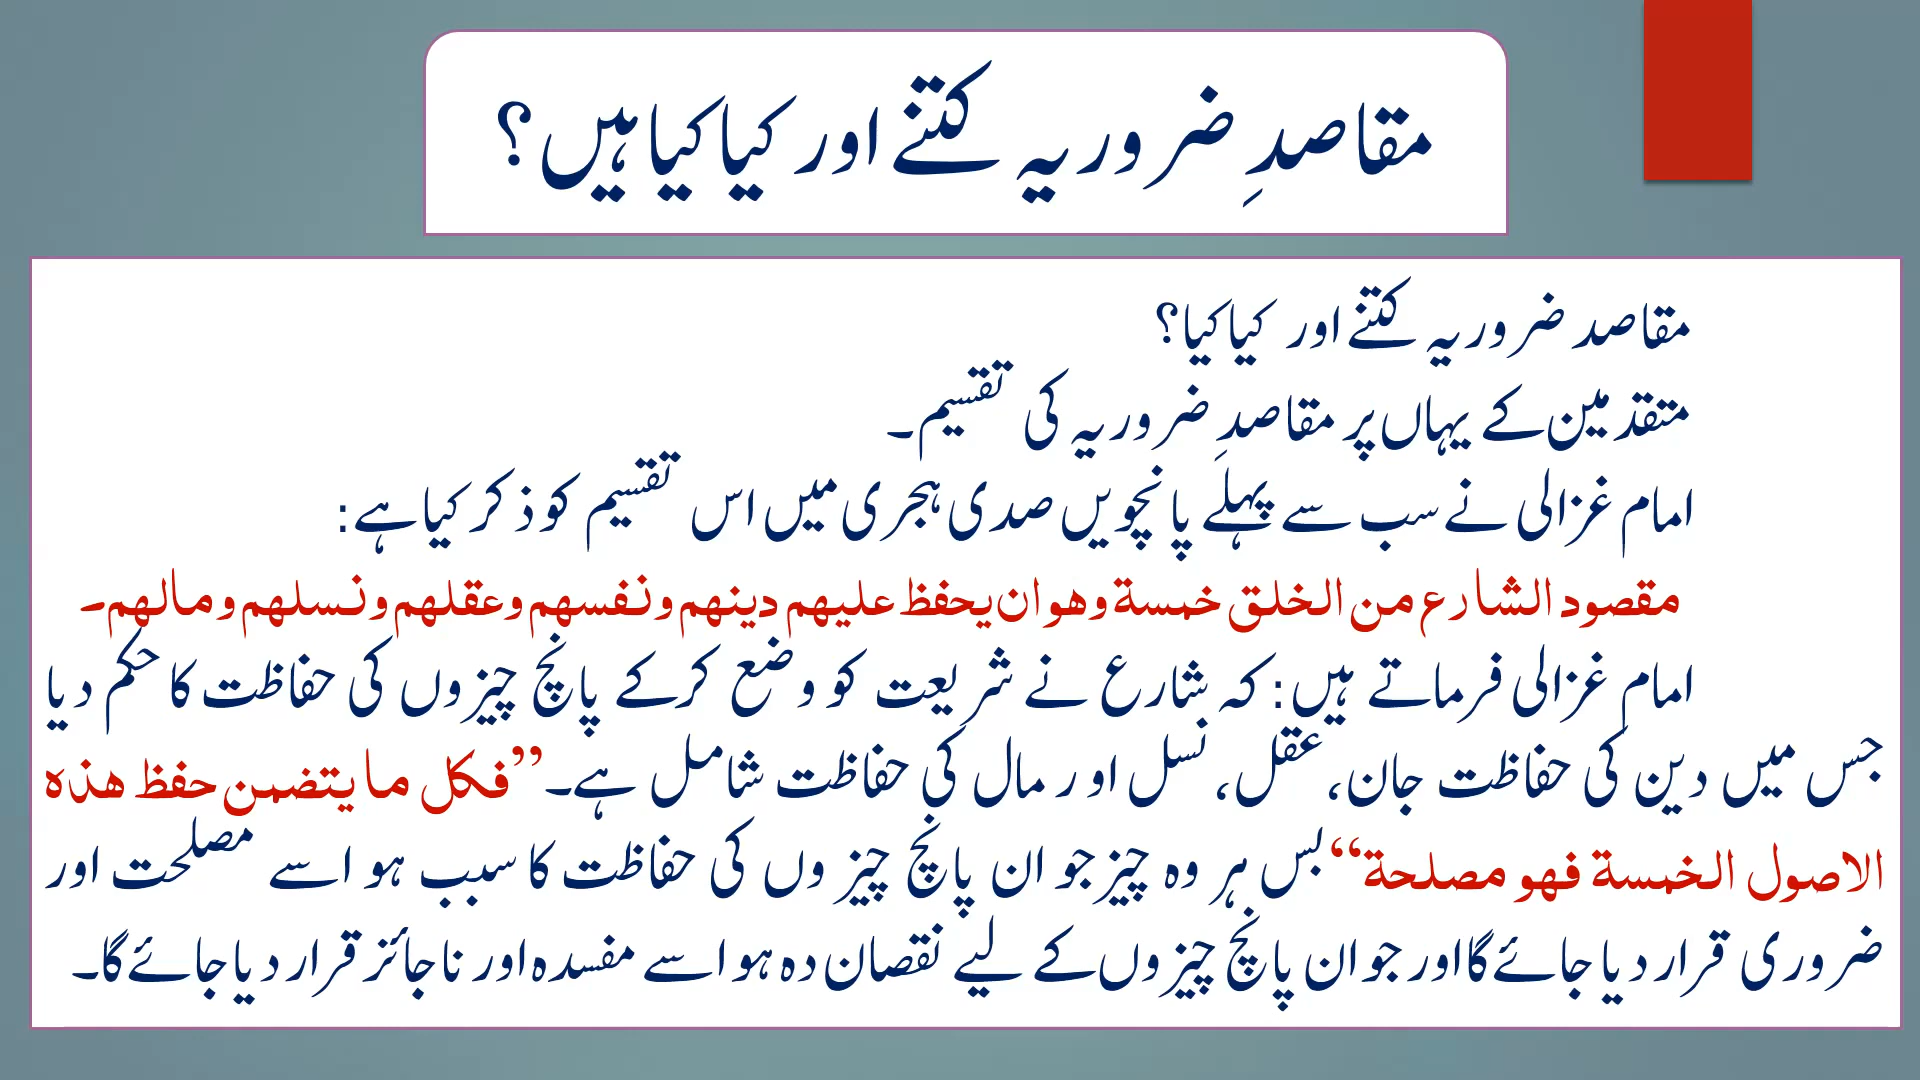 مقاصدِ ضروریہ کتنے اور کیا کیا ہیں؟
مقاصد ضروریہ کتنے اور کیا کیا؟
متقدمین کے یہاں پر مقاصدِ ضروریہ کی تقسیم۔
امام غزالی نے سب سے پہلے پانچویں صدی ہجری میں اس تقسیم کو ذکر کیا ہے:
مقصود الشارع من الخلق خمسة وهو ان يحفظ عليهم دينهم ونفسهم وعقلهم ونسلهم ومالهم۔
امام غزالی فرماتے ہیں: کہ شارع نے شریعت کو وضع کرکے پانچ چیزوں کی حفاظت کا حکم دیا
جس میں دین کی حفاظت جان، عقل، نسل او ر مال کی حفاظت شامل ہے۔ ”فكل ما يتضمن حفظ هذه
الاصول الخمسة فهو مصلحة“ بس ہر وہ چیز جو ان پانچ چیز وں کی حفاظت کا سبب ہو اسے مصلحت اور
ضروری قرار دیا جائے گا اور جو ان پانچ چیز وں کے لیے نقصان دہ ہو اسے مفسدہ اور ناجائز قرار دیا جائے گا۔